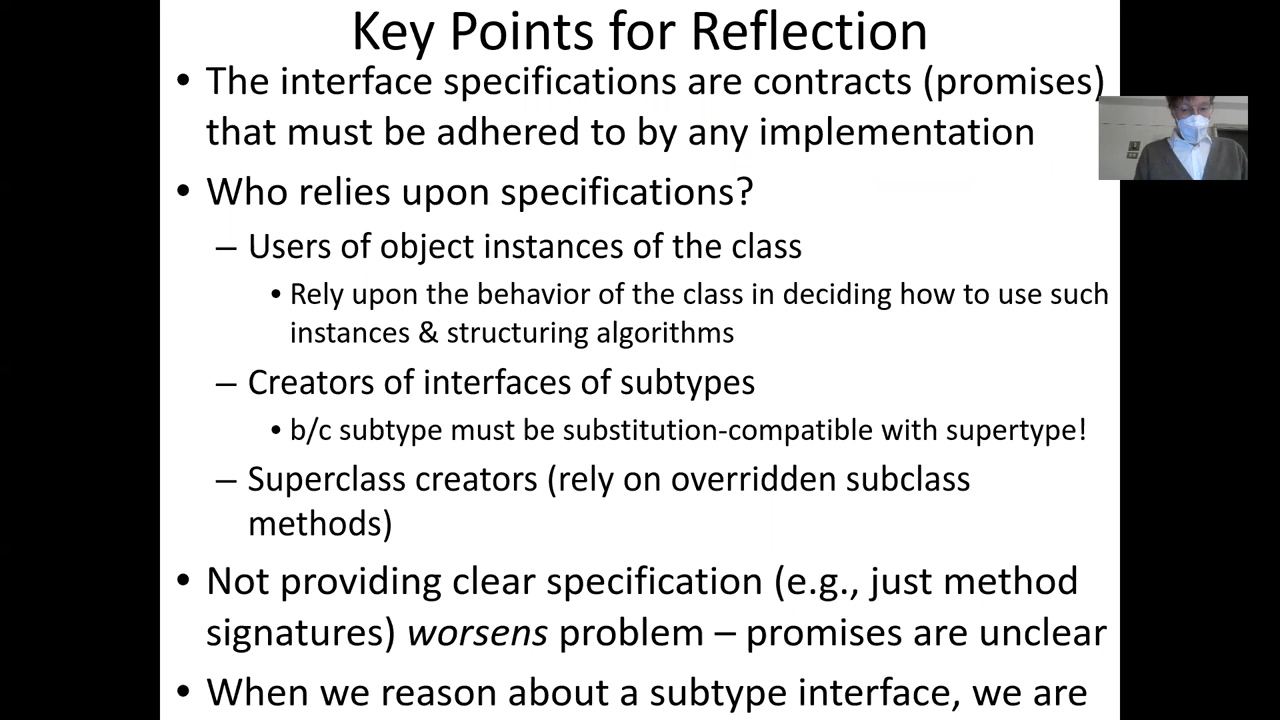 Key Points for Reflection
• The interface specifications are contracts (promises)
that must be adhered to by any implementation
• Who relies upon specifications?
– Users of object instances of the class
• Rely upon the behavior of the class in deciding how to use such
instances & structuring algorithms
– Creators of interfaces of subtypes
• b/c subtype must be substitution-compatible with supertype!
– Superclass creators (rely on overridden subclass
methods)
• Not providing clear specification (e.g., just method
signatures) worsens problem – promises are unclear
• When we reason about a subtype interface, we are